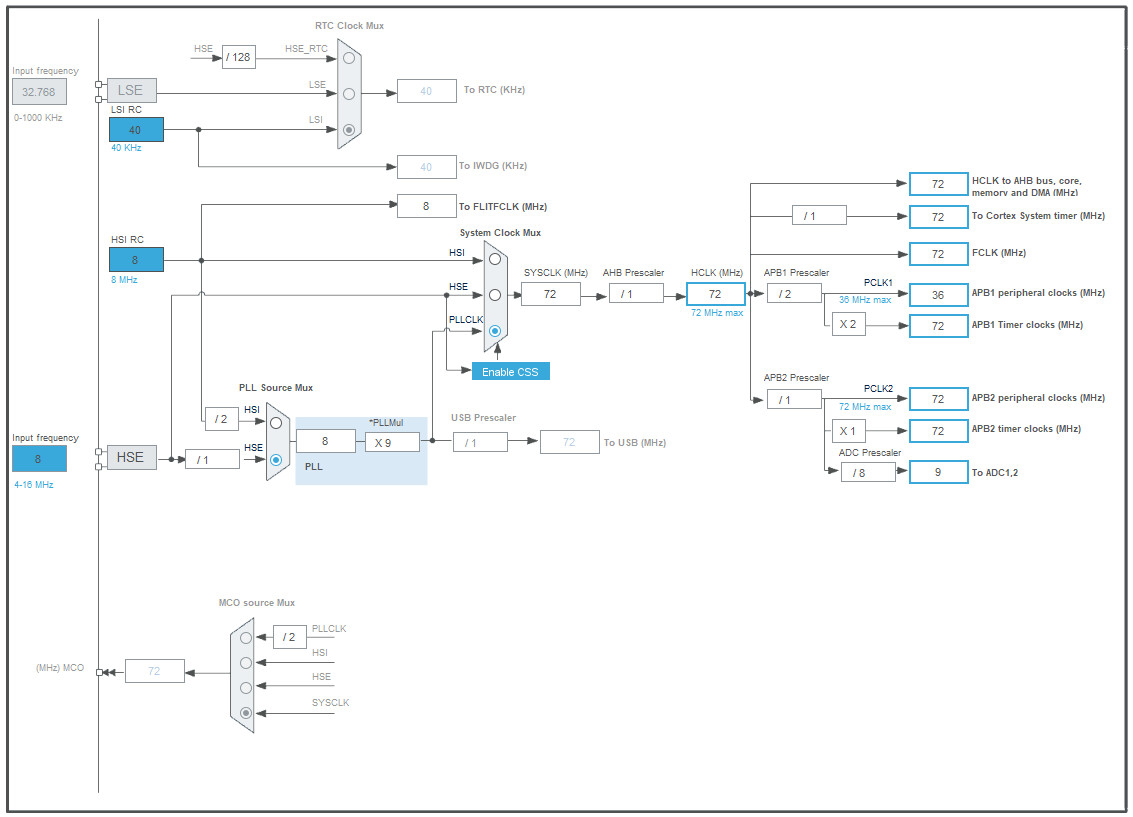 RTC Clock Mux
HSE
/ 128
HSE_RTC
Input frequency
32.768
0-1000 KHz
LSE
LSE
40
To RTC (KHz)
LSI RC
40
40 KHz
LSI
40
To IWDG (KHz)
8
To FLITFCLK (MHz)
HSI RC
8
8 MHz
System Clock Mux
HSI
HSE
PLLCLK
Enable CSS
SYSCLK (MHz)
72
AHB Prescaler
/ 1
HCLK (MHz)
72
72 MHz max
72
HCLK to AHB bus, core,
memory and DMA (MHz)
/ 1
72
To Cortex System timer (MHz)
72
FCLK (MHz)
APB1 Prescaler
/ 2
PCLK1
36 MHz max
36
APB1 peripheral clocks (MHz)
X 2
72
APB1 Timer clocks (MHz)
APB2 Prescaler
/ 1
PCLK2
72 MHz max
72
APB2 peripheral clocks (MHz)
X 1
72
APB2 timer clocks (MHz)
ADC Prescaler
/ 8
9
To ADC1,2
PLL Source Mux
/ 2
HSI
HSE
Input frequency
8
4-16 MHz
HSE
/ 1
8
*PLLMul
X 9
PLL
USB Prescaler
/ 1
72
To USB (MHz)
MCO source Mux
/ 2
PLLCLK
HSI
HSE
SYSCLK
(MHz) MCO
72